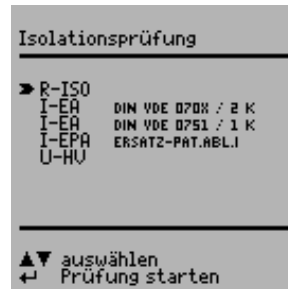 Isolationsprüfung
R-ISO
I-EA DIN VDE 070X / 2 K
I-EA DIN VDE 0751 / 1 K
I-EPA ERSATZ-PAT.ABL.I
U-HV
▲▼ auswählen
↵ Prüfung starten